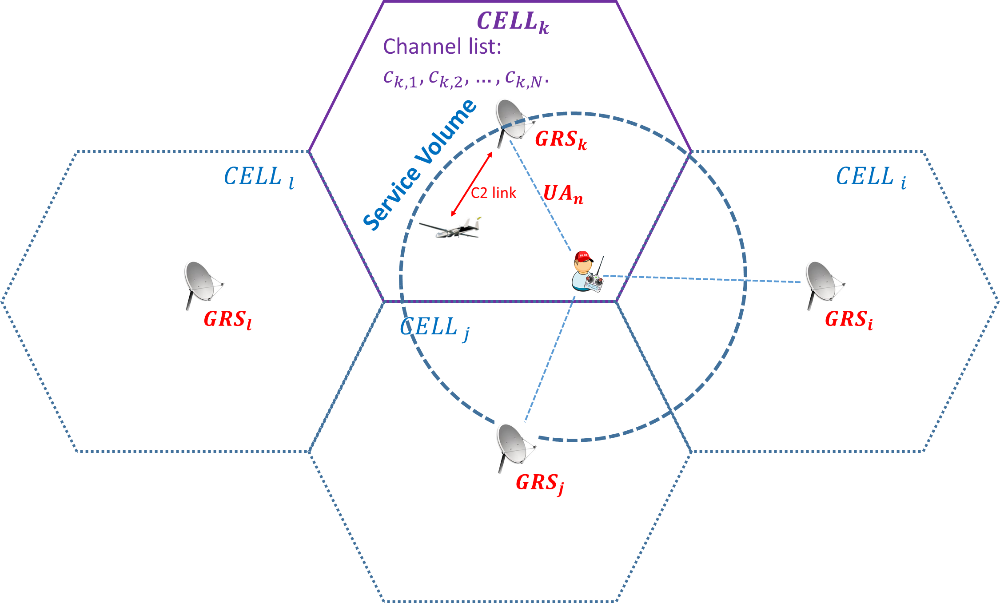 CELLₖ
Channel list:
cₖ,₁, cₖ,₂, … , cₖ,N.
Service Volume
GRSₖ
CELL ₗ
CELL ᵢ
C2 link
UAₙ
PILOT
GRSₗ
GRSᵢ
CELL ⱼ
GRSⱼ